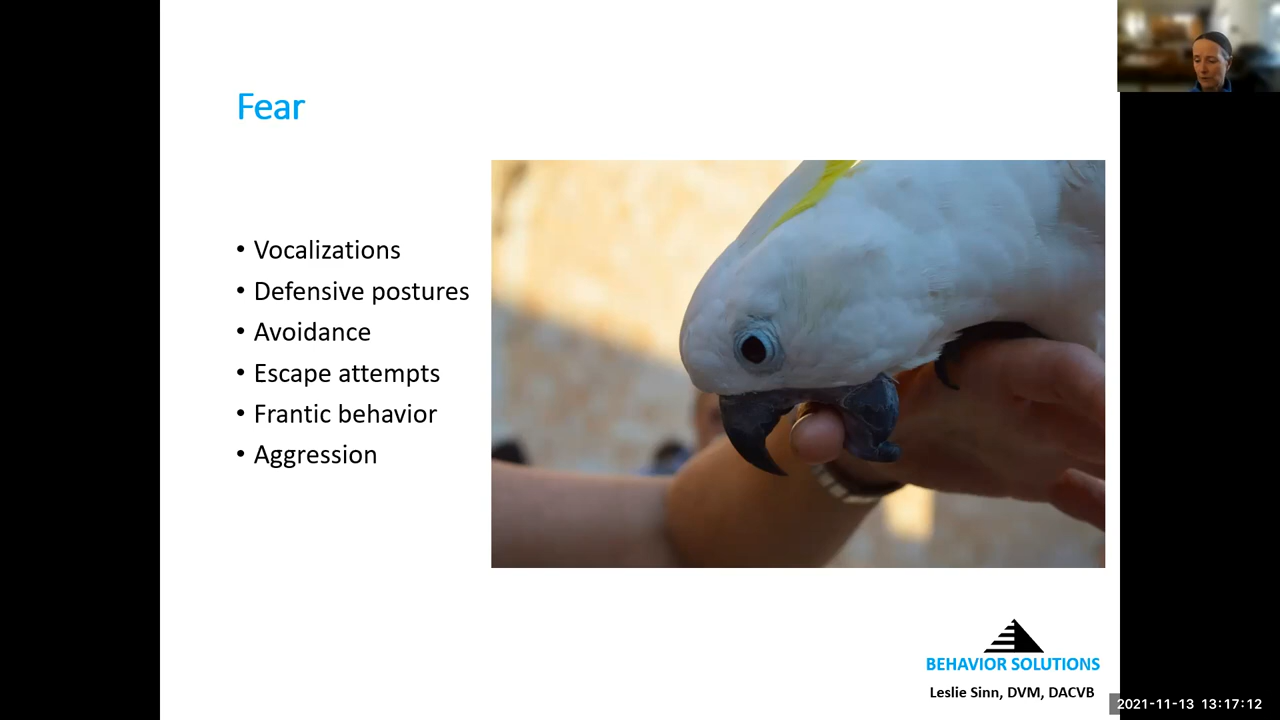 Fear
• Vocalizations
• Defensive postures
• Avoidance
• Escape attempts
• Frantic behavior
• Aggression
BEHAVIOR SOLUTIONS
Leslie Sinn, DVM, DACVB
2021-11-13 13:17:12